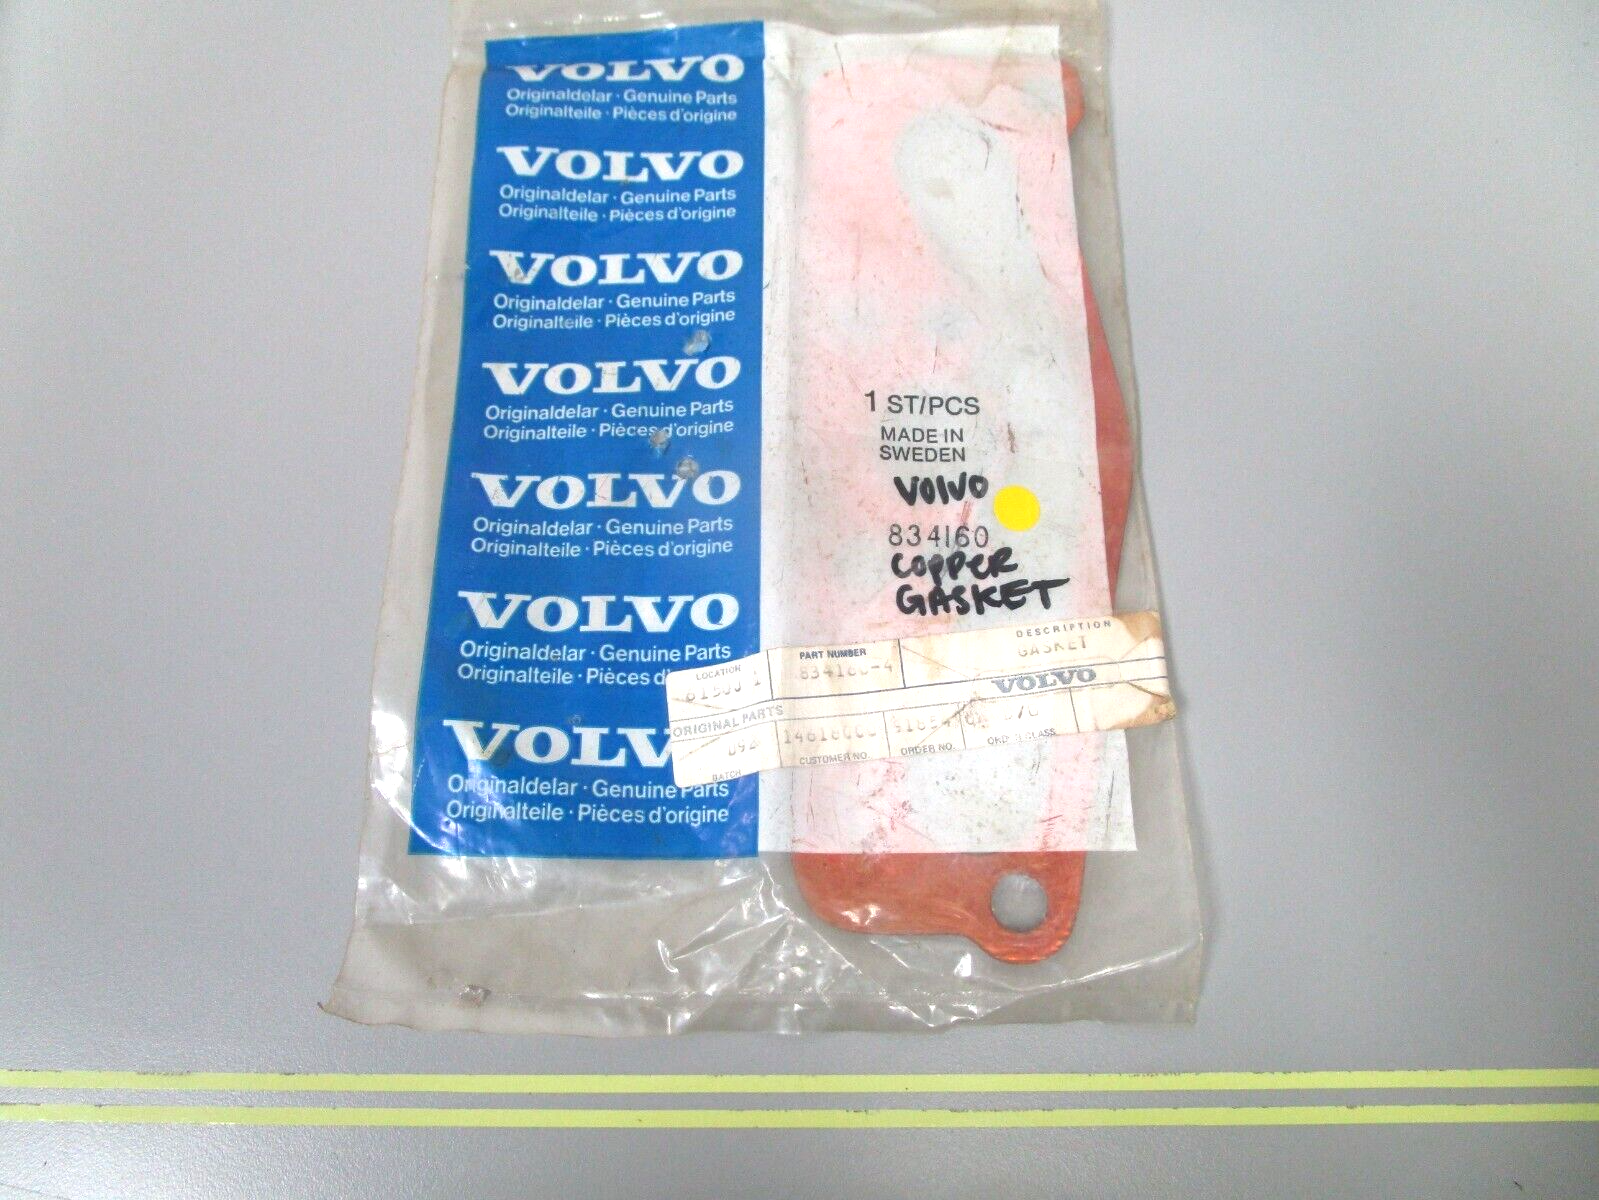 VOLVO
Originaldelar · Genuine Parts
Originalteile · Pièces d'origine
VOLVO
Originaldelar · Genuine Parts
Originalteile · Pièces d'origine
VOLVO
Originaldelar · Genuine Parts
Originalteile · Pièces d'origine
VOLVO
Originaldelar · Genuine Parts
Originalteile · Pièces d'origine
VOLVO
Originaldelar · Genuine Parts
Originalteile · Pièces d'origine
VOLVO
Originaldelar · Genuine Parts
Originalteile · Pièces d
VOLV
Originaldelar · Genuine Parts
Originalteile · Pièces d'origine
1 ST/PCS
MADE IN
SWEDEN
VOLVO
834160
COPPER
GASKET
LOCATION PART NUMBER DESCRIPTION
GASKET
ORIGINAL PARTS VOLVO
BATCH CUSTOMER NO. ORDER NO. CLASS